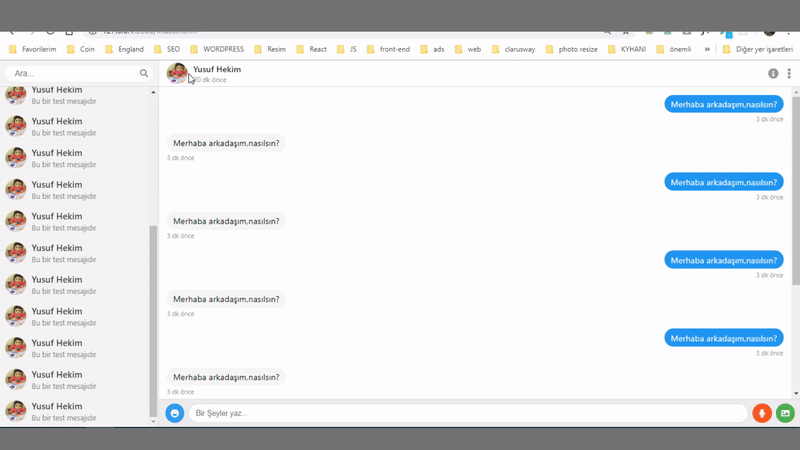 Favorilerim Coin England SEO WORDPRESS Resim React JS front-end ads web clarusway photo resize KYHANI önemli » Diğer yer işaretleri
Ara...
Yusuf Hekim
20 dk önce
Yusuf Hekim
Bu bir test mesajıdır
Yusuf Hekim
Bu bir test mesajıdır
Yusuf Hekim
Bu bir test mesajıdır
Yusuf Hekim
Bu bir test mesajıdır
Yusuf Hekim
Bu bir test mesajıdır
Yusuf Hekim
Bu bir test mesajıdır
Yusuf Hekim
Bu bir test mesajıdır
Yusuf Hekim
Bu bir test mesajıdır
Yusuf Hekim
Bu bir test mesajıdır
Yusuf Hekim
Bu bir test mesajıdır
Yusuf Hekim
Bu bir test mesajıdır
Merhaba arkadaşım,nasılsın?
3 dk önce
Merhaba arkadaşım,nasılsın?
3 dk önce
Merhaba arkadaşım,nasılsın?
3 dk önce
Merhaba arkadaşım,nasılsın?
3 dk önce
Merhaba arkadaşım,nasılsın?
3 dk önce
Merhaba arkadaşım,nasılsın?
3 dk önce
Merhaba arkadaşım,nasılsın?
3 dk önce
Merhaba arkadaşım,nasılsın?
3 dk önce
Bir Şeyler yaz...